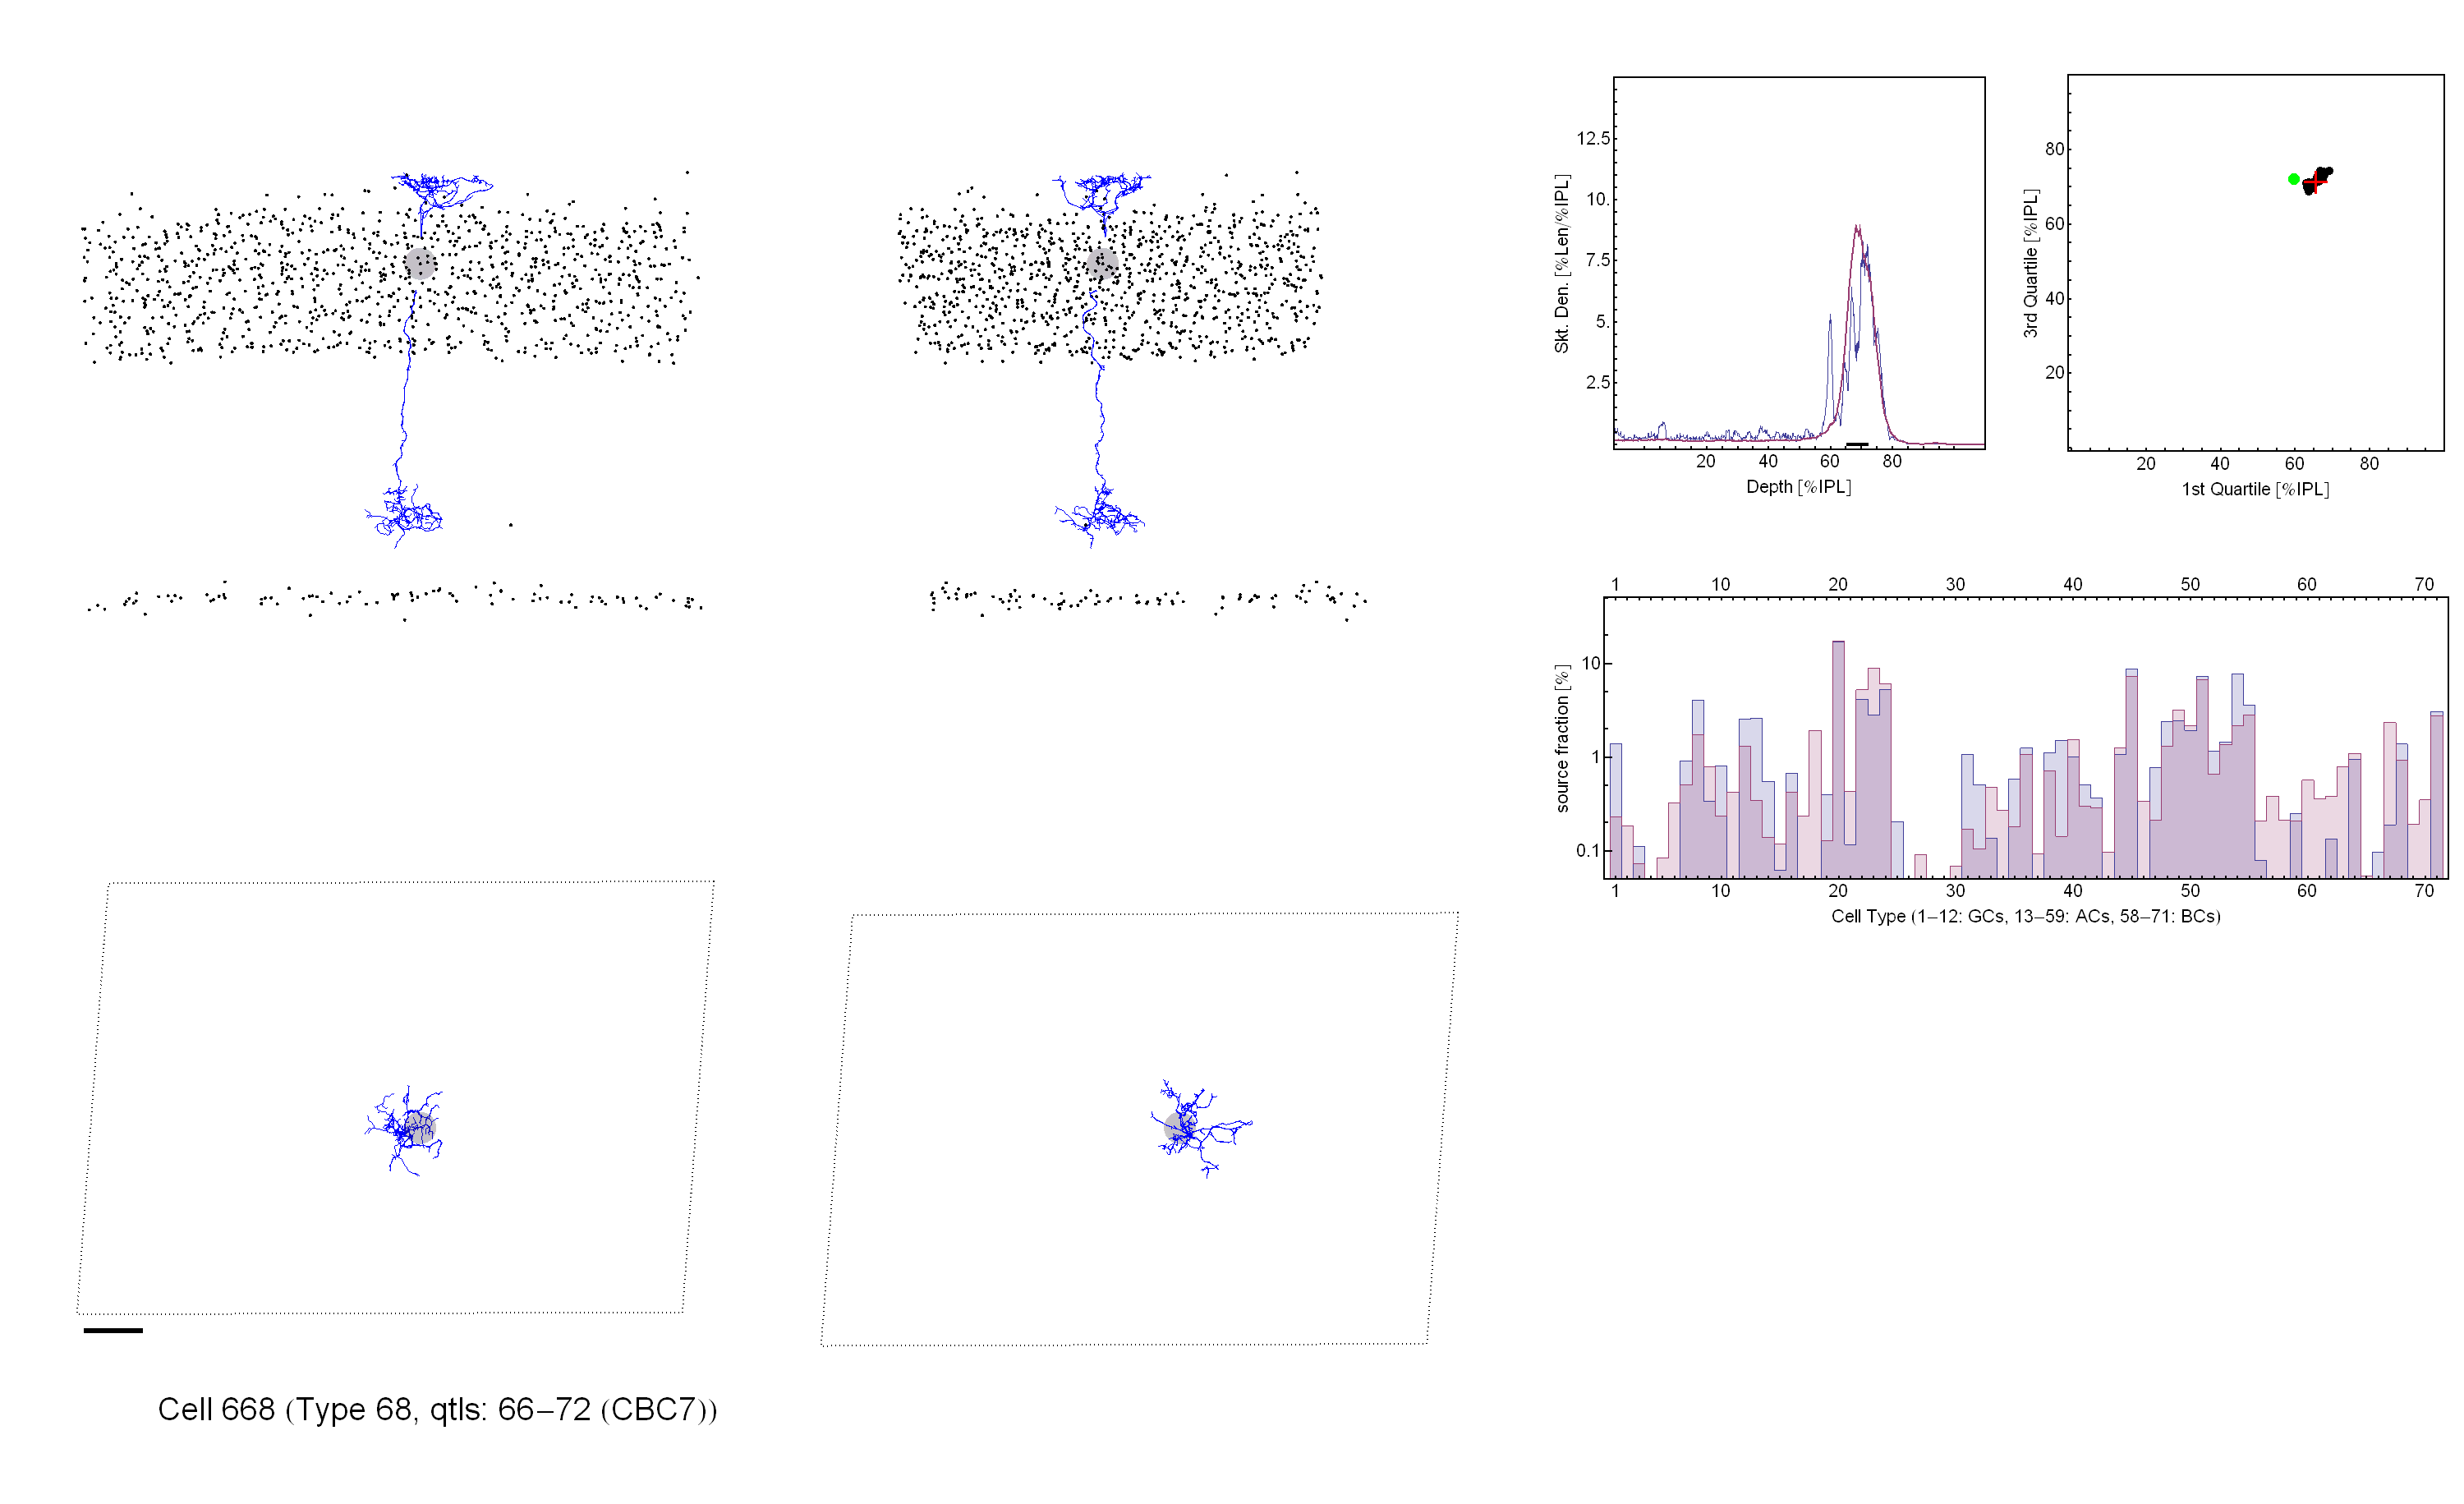 12.5
10.
7.5
5.
2.5
Skt. Den. [%Len/%IPL]
20 40 60 80
Depth [%IPL]
80
60
40
20
3rd Quartile [%IPL]
20 40 60 80
1st Quartile [%IPL]
1 10 20 30 40 50 60 70
10
1
0.1
source fraction [%]
1 10 20 30 40 50 60 70
Cell Type (1–12: GCs, 13–59: ACs, 58–71: BCs)
Cell 668 (Type 68, qtls: 66–72 (CBC7))